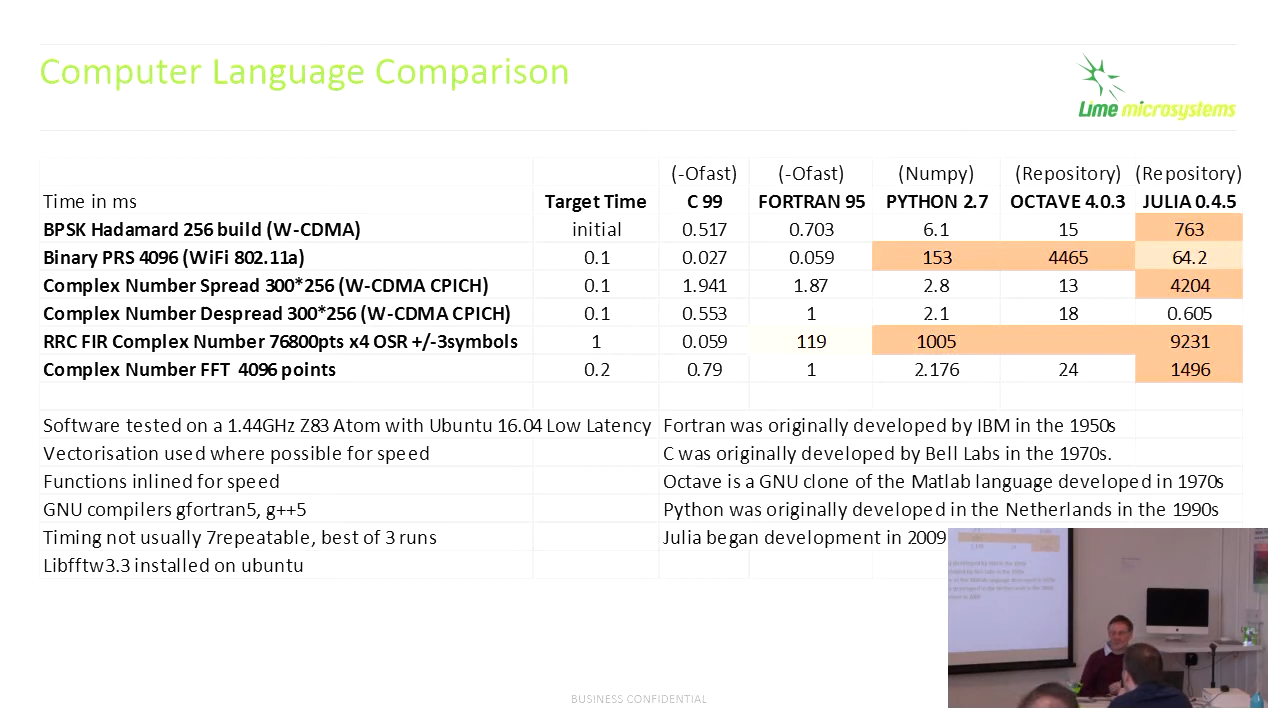 Computer Language Comparison
Lime microsystems
(-Ofast) (-Ofast) (Numpy) (Repository) (Repository)
Time in ms Target Time C 99 FORTRAN 95 PYTHON 2.7 OCTAVE 4.0.3 JULIA 0.4.5
BPSK Hadamard 256 build (W-CDMA) initial 0.517 0.703 6.1 15 763
Binary PRS 4096 (WiFi 802.11a) 0.1 0.027 0.059 153 4465 64.2
Complex Number Spread 300*256 (W-CDMA CPICH) 0.1 1.941 1.87 2.8 13 4204
Complex Number Despread 300*256 (W-CDMA CPICH) 0.1 0.553 1 2.1 18 0.605
RRC FIR Complex Number 76800pts x4 OSR +/-3symbols 1 0.059 119 1005 9231
Complex Number FFT 4096 points 0.2 0.79 1 2.176 24 1496
Software tested on a 1.44GHz Z83 Atom with Ubuntu 16.04 Low Latency Fortran was originally developed by IBM in the 1950s
Vectorisation used where possible for speed C was originally developed by Bell Labs in the 1970s.
Functions inlined for speed Octave is a GNU clone of the Matlab language developed in 1970s
GNU compilers gfortran5, g++5 Python was originally developed in the Netherlands in the 1990s
Timing not usually 7repeatable, best of 3 runs Julia began development in 2009
Libfftw3.3 installed on ubuntu
BUSINESS CONFIDENTIAL